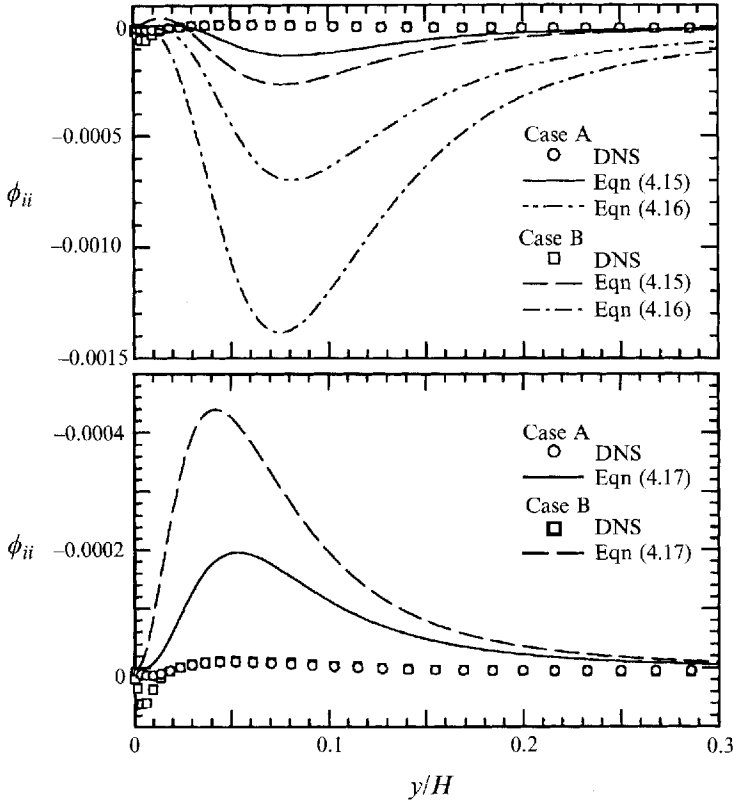 0
−0.0005
−0.0010
−0.0015
ϕii
Case A
DNS
Eqn (4.15)
Eqn (4.16)
Case B
DNS
Eqn (4.15)
Eqn (4.16)
−0.0004
−0.0002
0
ϕii
Case A
DNS
Eqn (4.17)
Case B
DNS
Eqn (4.17)
0 0.1 0.2 0.3
y/H